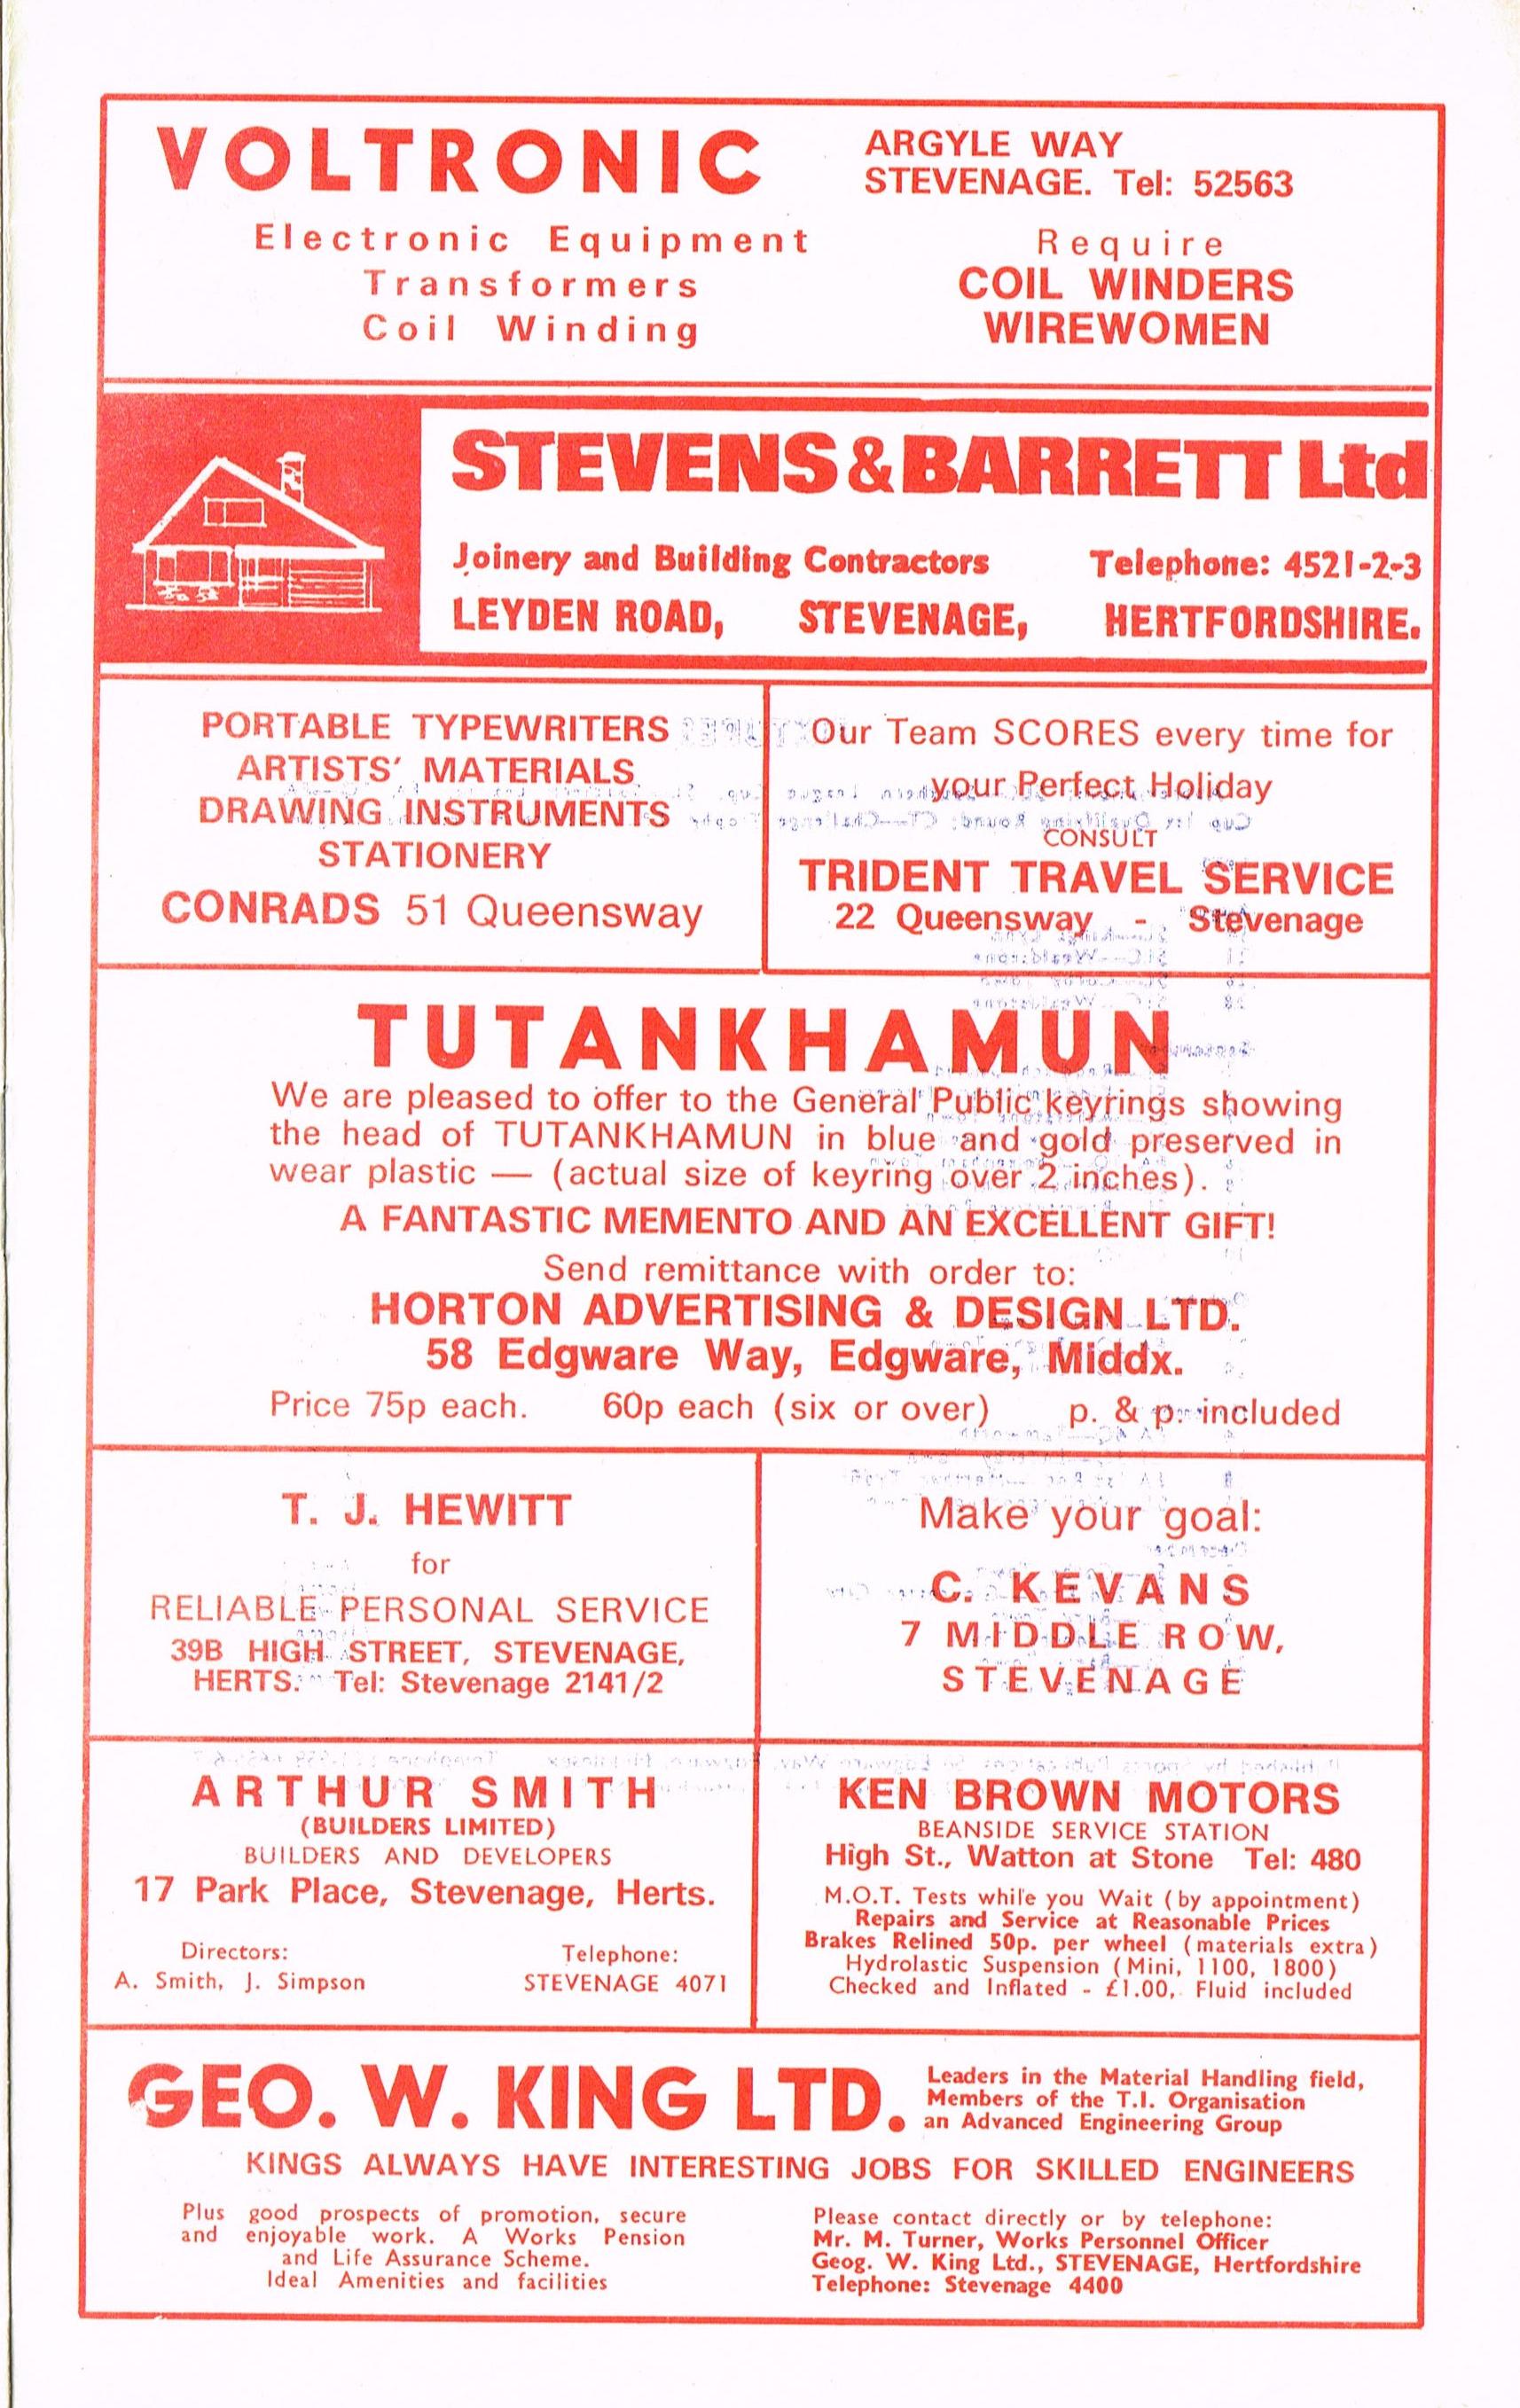 VOLTRONIC
Electronic Equipment
Transformers
Coil Winding
ARGYLE WAY
STEVENAGE. Tel: 52563
Require
COIL WINDERS
WIREWOMEN
STEVENS & BARRETT Ltd
Joinery and Building Contractors Telephone: 4521-2-3
LEYDEN ROAD, STEVENAGE, HERTFORDSHIRE.
PORTABLE TYPEWRITERS
ARTISTS' MATERIALS
DRAWING INSTRUMENTS
STATIONERY
CONRADS 51 Queensway
Our Team SCORES every time for
your Perfect Holiday
CONSULT
TRIDENT TRAVEL SERVICE
22 Queensway - Stevenage
TUTANKHAMUN
We are pleased to offer to the General Public keyrings showing
the head of TUTANKHAMUN in blue and gold preserved in
wear plastic — (actual size of keyring over 2 inches).
A FANTASTIC MEMENTO AND AN EXCELLENT GIFT!
Send remittance with order to:
HORTON ADVERTISING & DESIGN LTD.
58 Edgware Way, Edgware, Middx.
Price 75p each. 60p each (six or over) p. & p. included
T. J. HEWITT
for
RELIABLE PERSONAL SERVICE
39B HIGH STREET, STEVENAGE,
HERTS. Tel: Stevenage 2141/2
Make your goal:
C. KEVANS
7 MIDDLE ROW,
STEVENAGE
ARTHUR SMITH
(BUILDERS LIMITED)
BUILDERS AND DEVELOPERS
17 Park Place, Stevenage, Herts.
Directors:
A. Smith, J. Simpson
Telephone:
STEVENAGE 4071
KEN BROWN MOTORS
BEANSIDE SERVICE STATION
High St., Watton at Stone Tel: 480
M.O.T. Tests while you Wait (by appointment)
Repairs and Service at Reasonable Prices
Brakes Relined 50p. per wheel (materials extra)
Hydrolastic Suspension (Mini, 1100, 1800)
Checked and Inflated - £1.00, Fluid included
GEO. W. KING LTD.
Leaders in the Material Handling field,
Members of the T.I. Organisation
an Advanced Engineering Group
KINGS ALWAYS HAVE INTERESTING JOBS FOR SKILLED ENGINEERS
Plus good prospects of promotion, secure
and enjoyable work. A Works Pension
and Life Assurance Scheme.
Ideal Amenities and facilities
Please contact directly or by telephone:
Mr. M. Turner, Works Personnel Officer
Geog. W. King Ltd., STEVENAGE, Hertfordshire
Telephone: Stevenage 4400